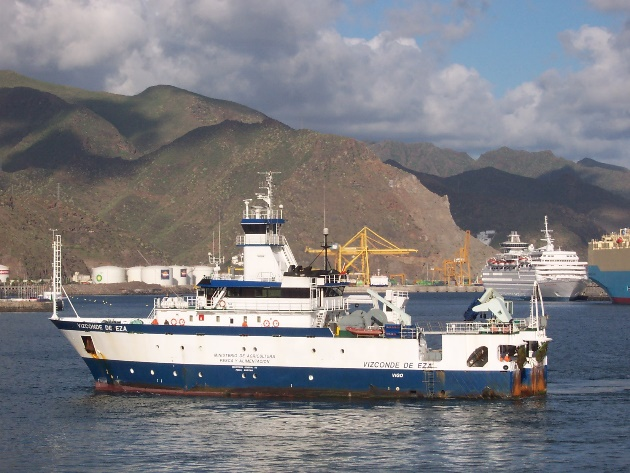 VIZCONDE DE EZA
MINISTERIO DE AGRICULTURA
PESCA Y ALIMENTACION
VIZCONDE DE EZA
VIGO